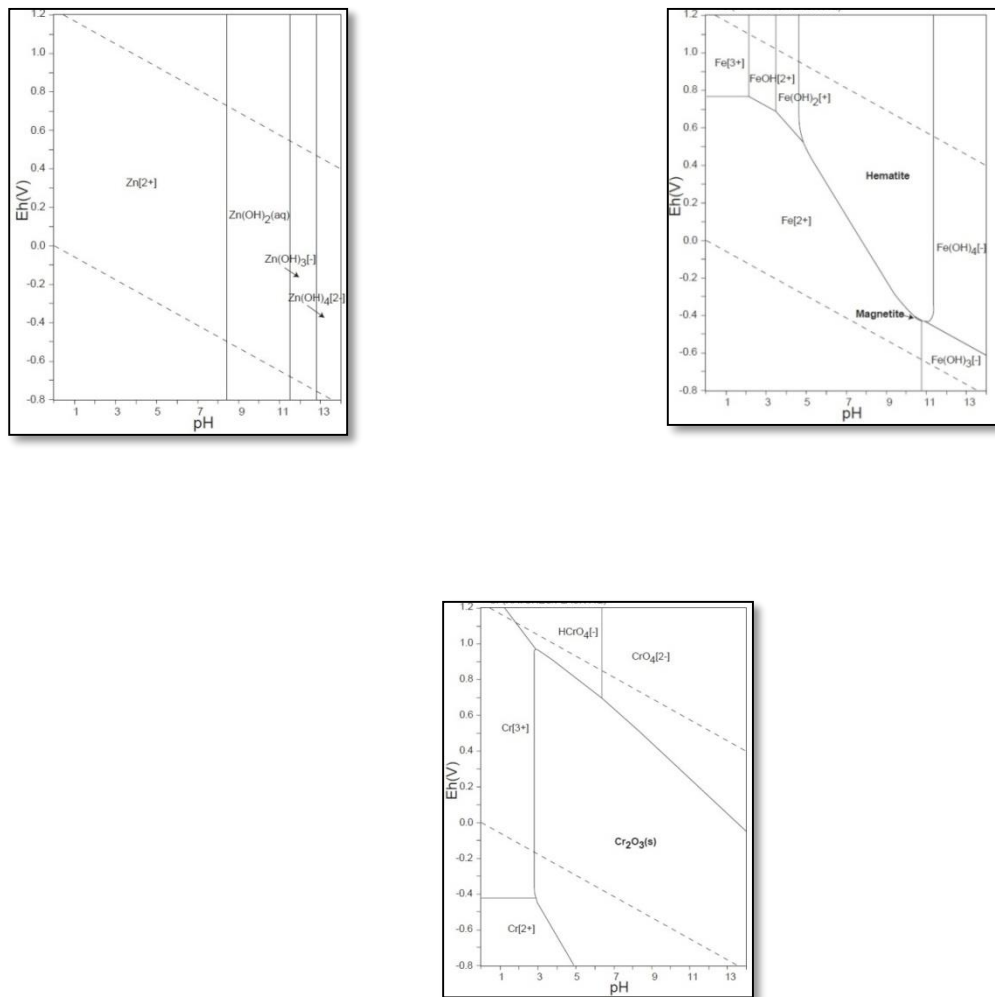 1.2
1.0
0.8
0.6
0.4
0.2
0.0
-0.2
-0.4
-0.6
-0.8
Eh(V)
Zn[2+]
Zn(OH)2(aq)
Zn(OH)3[-]
Zn(OH)4[2-]
1 3 5 7 9 11 13
pH
1.2
1.0
0.8
0.6
0.4
0.2
0.0
-0.2
-0.4
-0.6
-0.8
Eh(V)
Fe[3+]
FeOH[2+]
Fe(OH)2[+]
Hematite
Fe[2+]
Fe(OH)4[-]
Magnetite
Fe(OH)3[-]
1 3 5 7 9 11 13
pH
1.2
1.0
0.8
0.6
0.4
0.2
0.0
-0.2
-0.4
-0.6
-0.8
Eh(V)
HCrO4[-]
CrO4[2-]
Cr[3+]
Cr2O3(s)
Cr[2+]
1 3 5 7 9 11 13
pH